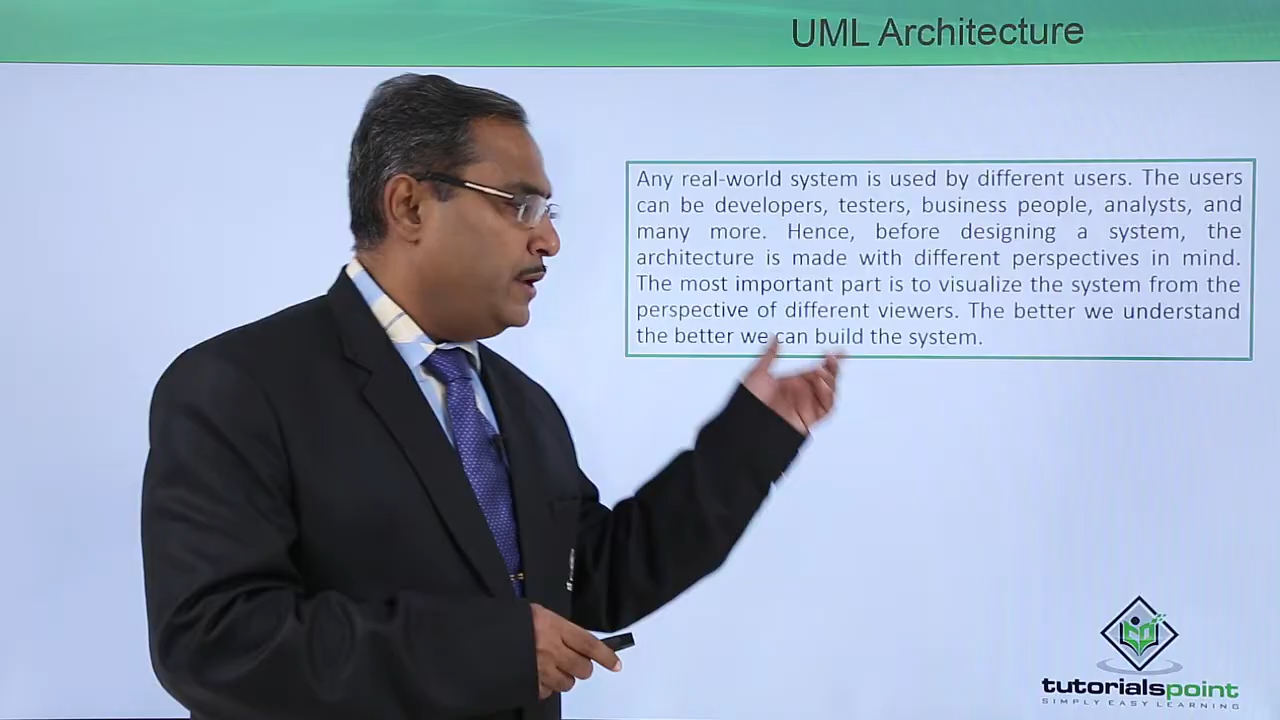 UML Architecture
Any real-world system is used by different users. The users
can be developers, testers, business people, analysts, and
many more. Hence, before designing a system, the
architecture is made with different perspectives in mind.
The most important part is to visualize the system from the
perspective of different viewers. The better we understand
the better we can build the system.
tutorialspoint
SIMPLY EASY LEARNING